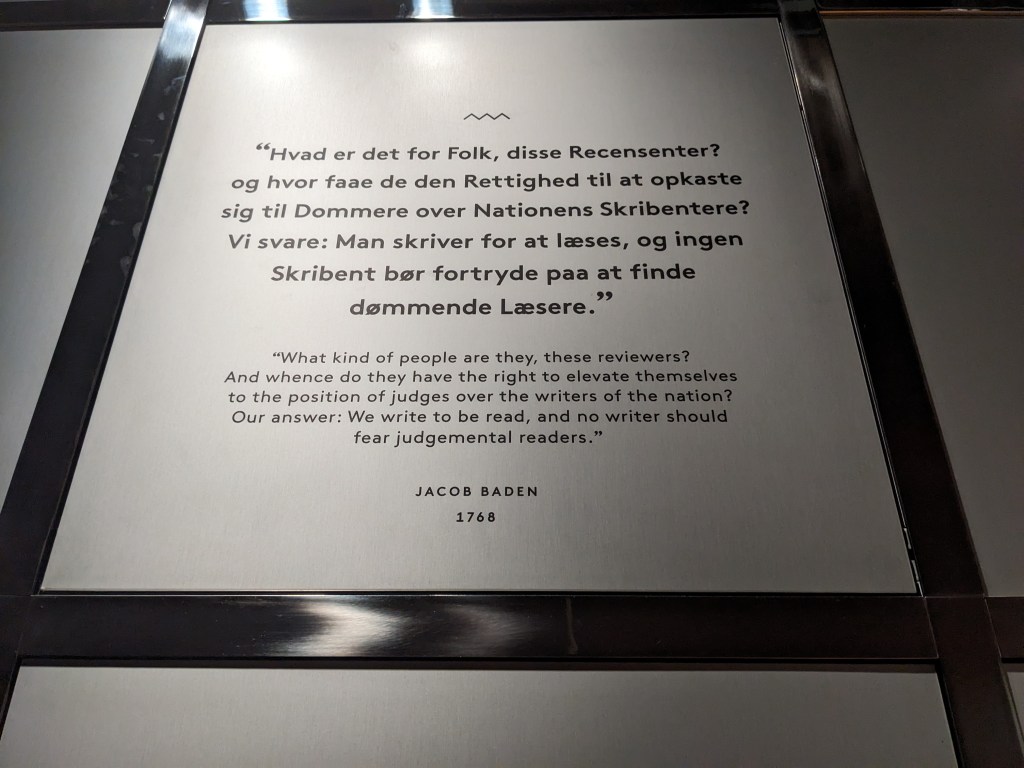 “Hvad er det for Folk, disse Recensenter?
og hvor faae de den Rettighed til at opkaste
sig til Dommere over Nationens Skribentere?
Vi svare: Man skriver for at læses, og ingen
Skribent bør fortryde paa at finde
dømmende Læsere.”
“What kind of people are they, these reviewers?
And whence do they have the right to elevate themselves
to the position of judges over the writers of the nation?
Our answer: We write to be read, and no writer should
fear judgemental readers.”
JACOB BADEN
1768